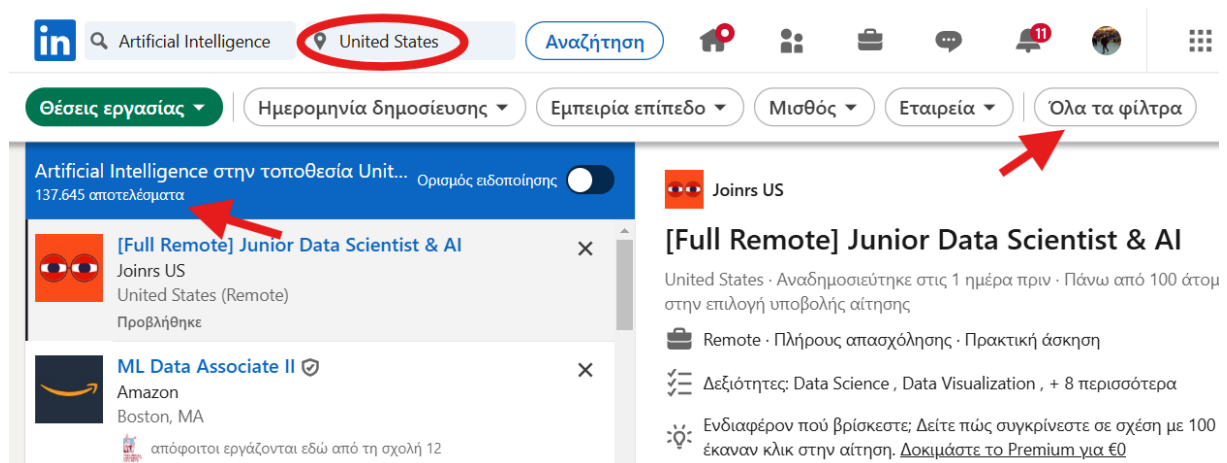 in Artificial Intelligence United States Αναζήτηση 11
Θέσεις εργασίας Ημερομηνία δημοσίευσης Εμπειρία επίπεδο Μισθός Εταιρεία Όλα τα φίλτρα
Artificial Intelligence στην τοποθεσία Unit... Ορισμός ειδοποίησης
137.645 αποτελέσματα
[Full Remote] Junior Data Scientist & AI
Joinrs US
United States (Remote)
Προβλήθηκε
ML Data Associate II
Amazon
Boston, MA
απόφοιτοι εργάζονται εδώ από τη σχολή 12
Joinrs US
[Full Remote] Junior Data Scientist & AI
United States · Αναδημοσιεύτηκε στις 1 ημέρα πριν · Πάνω από 100 άτομ
στην επιλογή υποβολής αίτησης
Remote · Πλήρους απασχόλησης · Πρακτική άσκηση
Δεξιότητες: Data Science , Data Visualization , + 8 περισσότερα
Ενδιαφέρον πού βρίσκεστε; Δείτε πώς συγκρίνεστε σε σχέση με 100
έκαναν κλικ στην αίτηση. Δοκιμάστε το Premium για €0